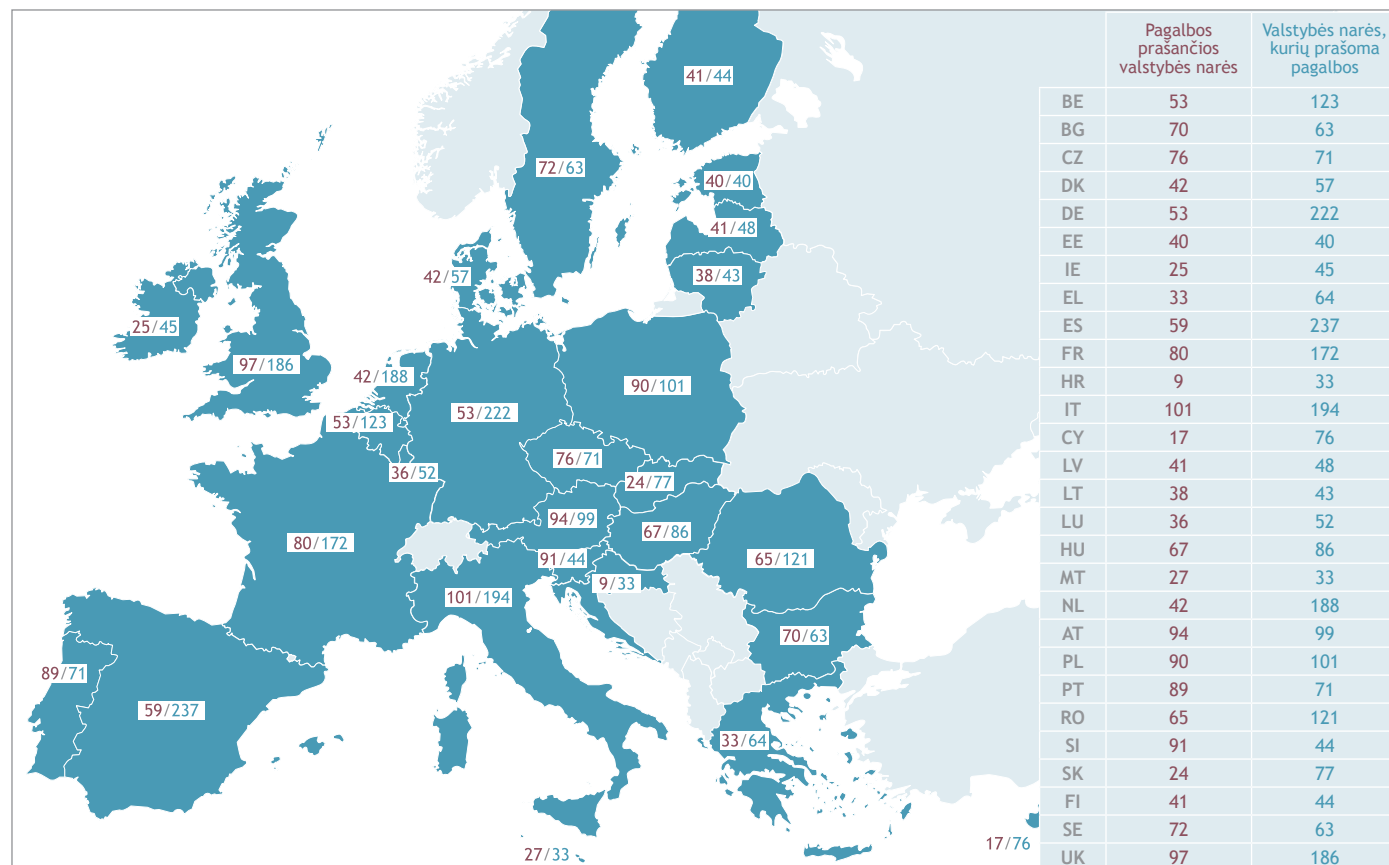 41/44
72/63
40/40
41/48
42/57
38/43
25/45
97/186
42/188
90/101
53/222
53/123
76/71
36/52
24/77
94/99
67/86
80/172
91/44
65/121
9/33
101/194
70/63
89/71
59/237
33/64
17/76
27/33
Pagalbos prašančios valstybės narės
Valstybės narės, kurių prašoma pagalbos
BE 53 123
BG 70 63
CZ 76 71
DK 42 57
DE 53 222
EE 40 40
IE 25 45
EL 33 64
ES 59 237
FR 80 172
HR 9 33
IT 101 194
CY 17 76
LV 41 48
LT 38 43
LU 36 52
HU 67 86
MT 27 33
NL 42 188
AT 94 99
PL 90 101
PT 89 71
RO 65 121
SI 91 44
SK 24 77
FI 41 44
SE 72 63
UK 97 186